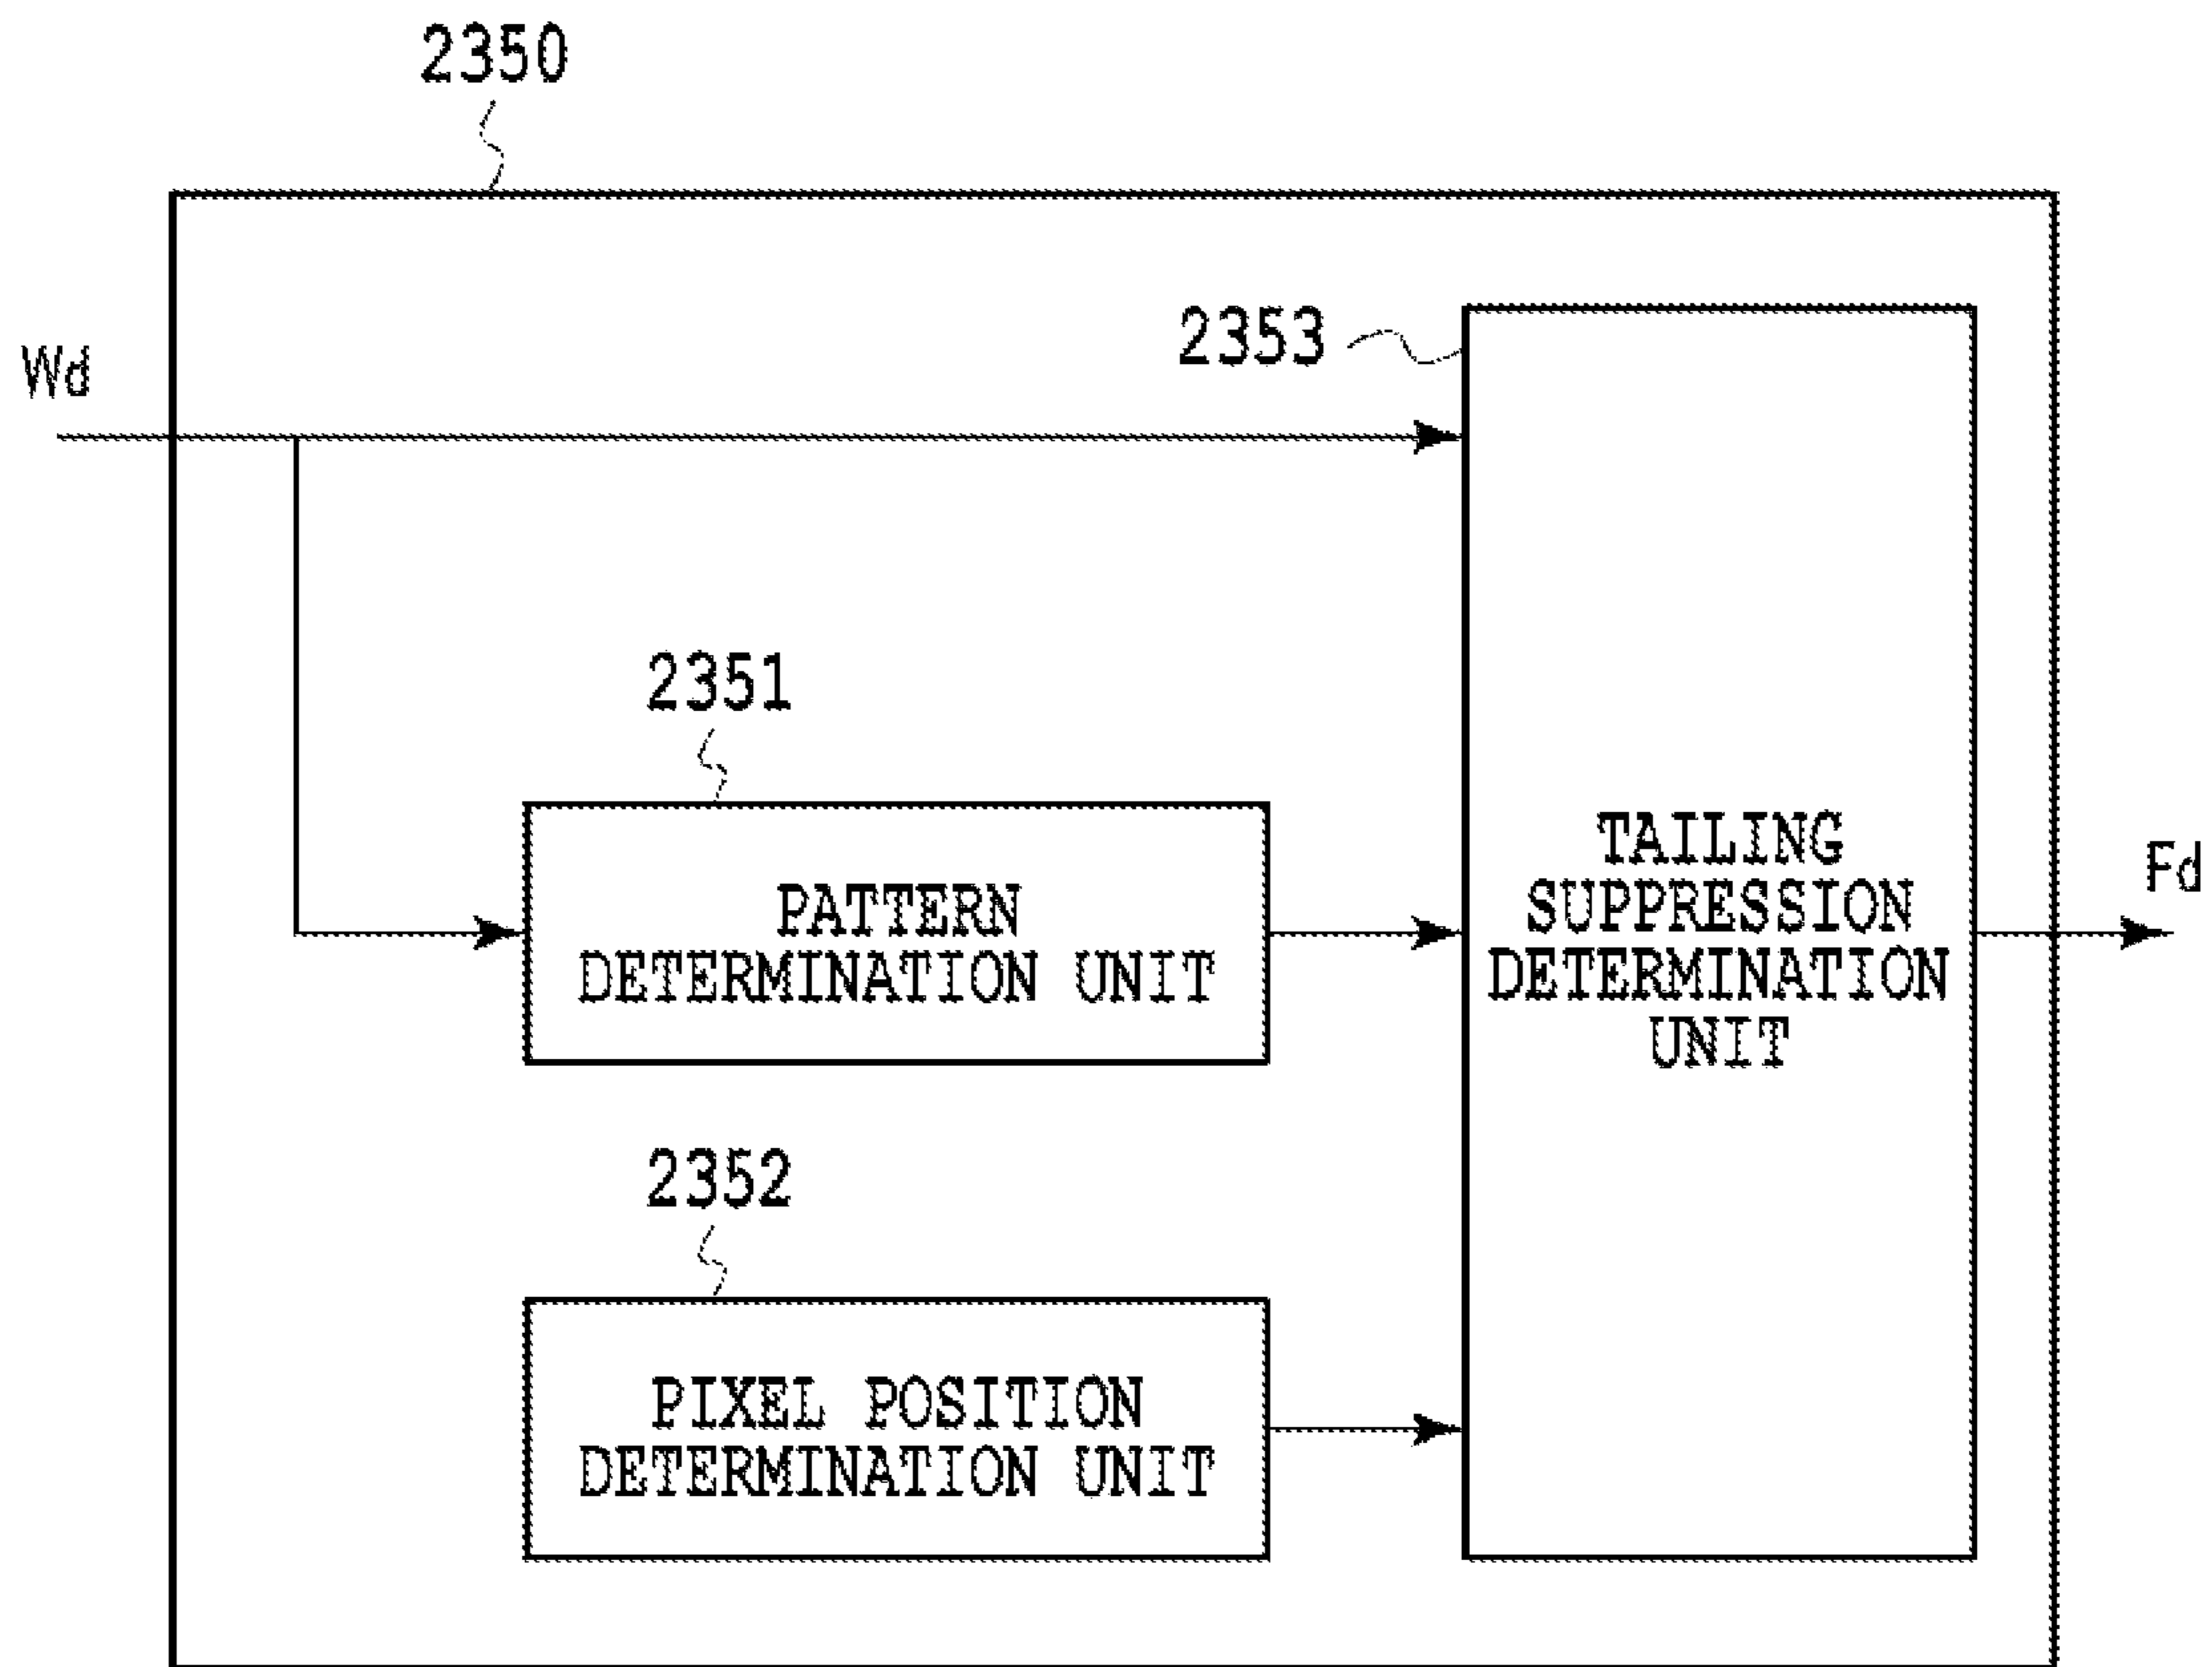 2350
2353
Wd
2351
TAILING
SUPPRESSION
DETERMINATION
UNIT
Fd
PATTERN
DETERMINATION UNIT
2352
PIXEL POSITION
DETERMINATION UNIT